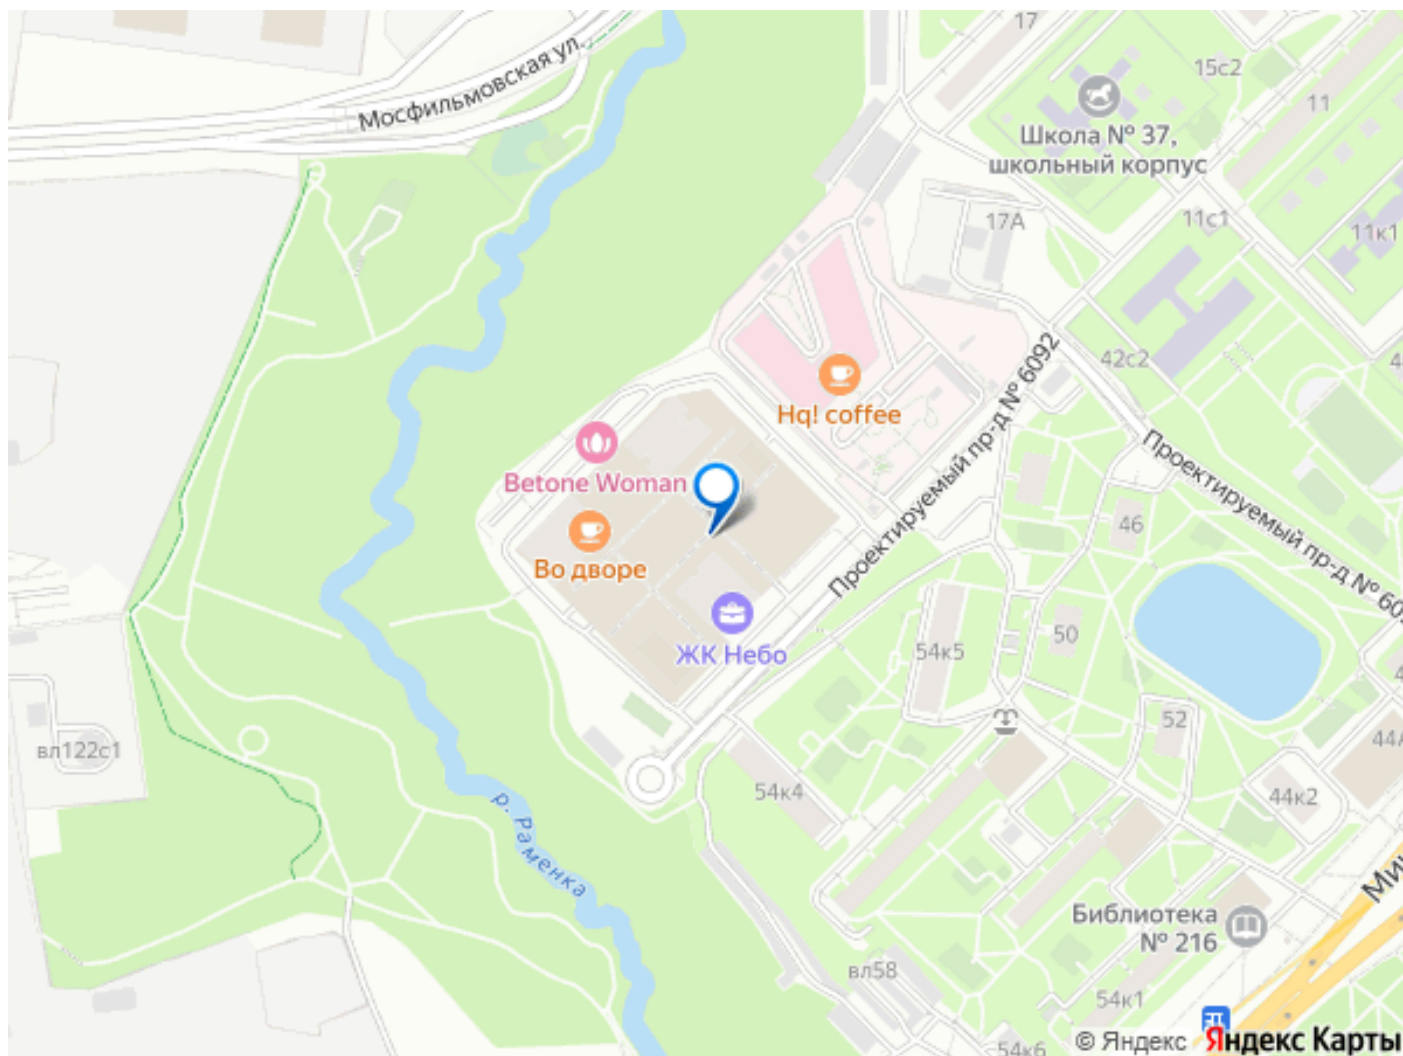 17
15с2
11
Мосфильмовская ул.
Школа № 37,
школьный корпус
17А
11с1
11к1
42с2
Проектируемый пр-д № 6092
Hq! coffee
Betone Woman
Проектируемый пр-д № 60
46
Во дворе
ЖК Небо
54к5
50
52
44А
вл122с1
54к4
44к2
р. Раменка
Библиотека
№ 216
вл58
54к1
54к6
© Яндекс Яндекс Карты